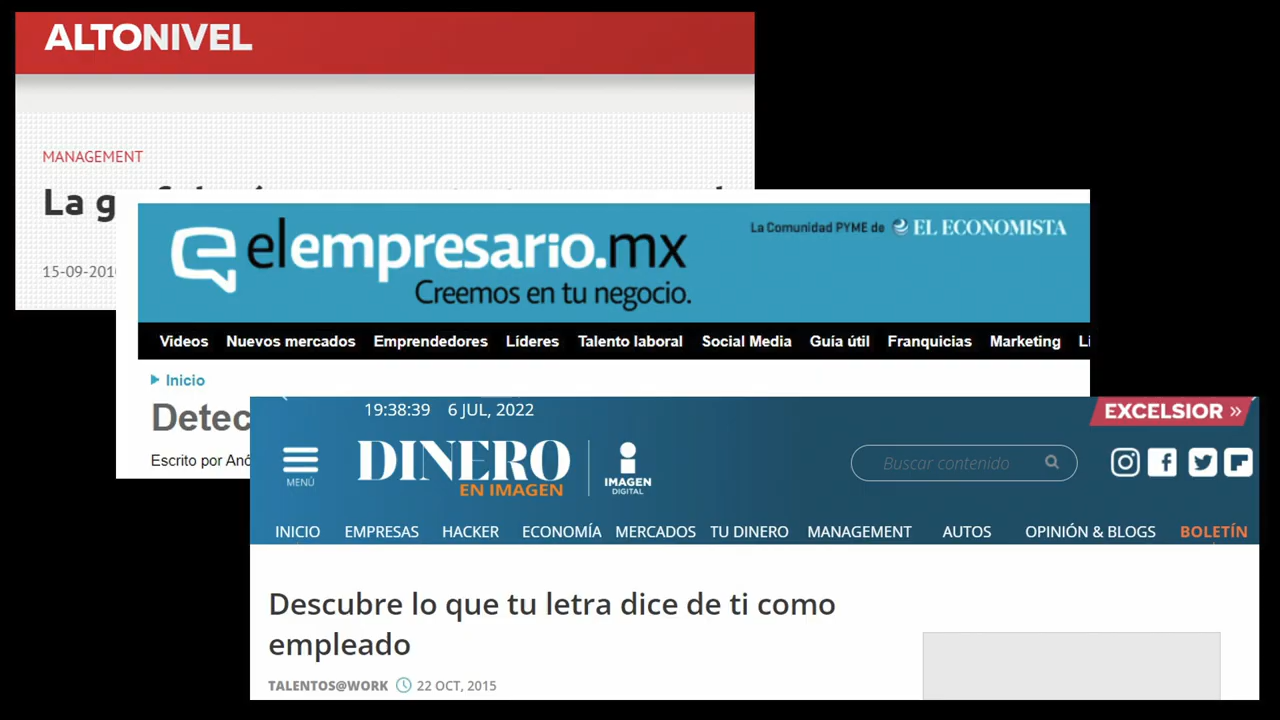 ALTONIVEL
MANAGEMENT
La g
15-09-201
elempresario.mx
Creemos en tu negocio.
La Comunidad PYME de EL ECONOMISTA
Videos Nuevos mercados Emprendedores Líderes Talento laboral Social Media Guía útil Franquicias Marketing Li
Inicio
Detec
Escrito por Anó
19:38:39 6 JUL, 2022
EXCELSIOR »
MENÚ
DINERO
EN IMAGEN
IMAGEN
DIGITAL
Buscar contenido
INICIO EMPRESAS HACKER ECONOMÍA MERCADOS TU DINERO MANAGEMENT AUTOS OPINIÓN & BLOGS BOLETÍN
Descubre lo que tu letra dice de ti como
empleado
TALENTOS@WORK 22 OCT, 2015